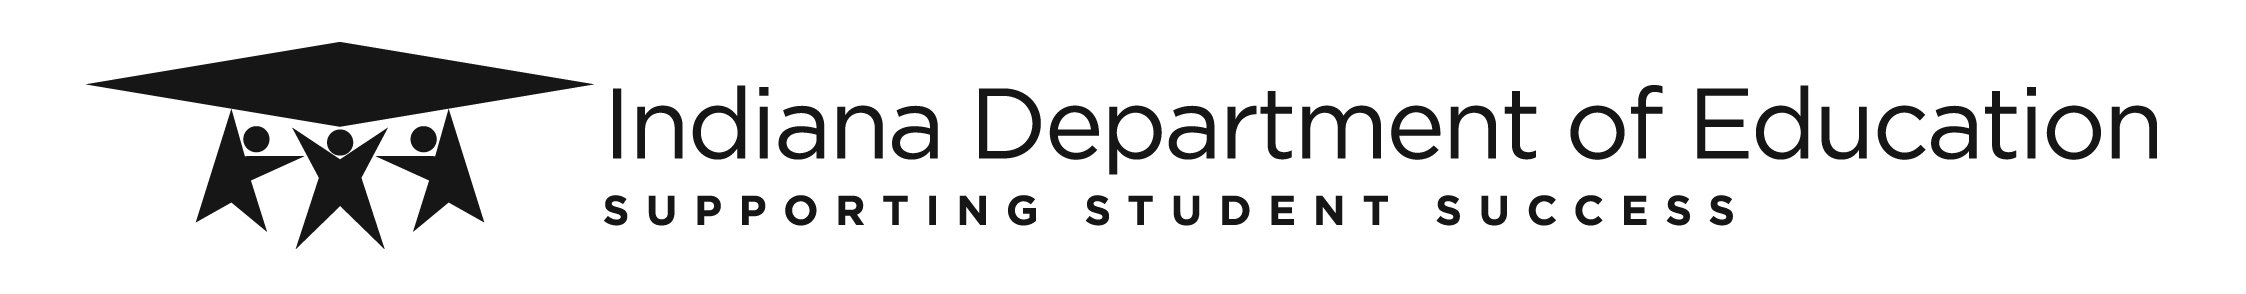 Indiana Department of Education
SUPPORTING STUDENT SUCCESS